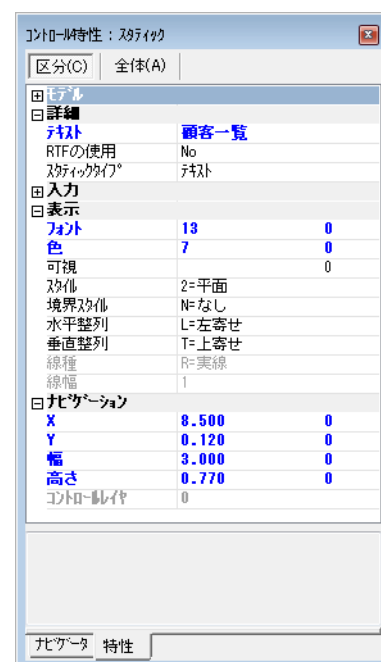 ｺﾝﾄﾛｰﾙ特性 : ｽﾀﾃｨｯｸ
区分(C) 全体(A)
ﾓﾃﾞﾙ
詳細
ﾃｷｽﾄ 顧客一覧
RTFの使用 No
ｽﾀﾃｨｯｸﾀｲﾌﾟ ﾃｷｽﾄ
入力
表示
ﾌｫﾝﾄ 13 0
色 7 0
可視 0
ｽﾀｲﾙ 2=平面
境界ｽﾀｲﾙ N=なし
水平整列 L=左寄せ
垂直整列 T=上寄せ
線種 R=実線
線幅 1
ﾅﾋﾞｹﾞｰｼｮﾝ
X 8.500 0
Y 0.120 0
幅 3.000 0
高さ 0.770 0
ｺﾝﾄﾛｰﾙﾚｲﾔ 0
ﾅﾋﾞｹﾞｰﾀ 特性